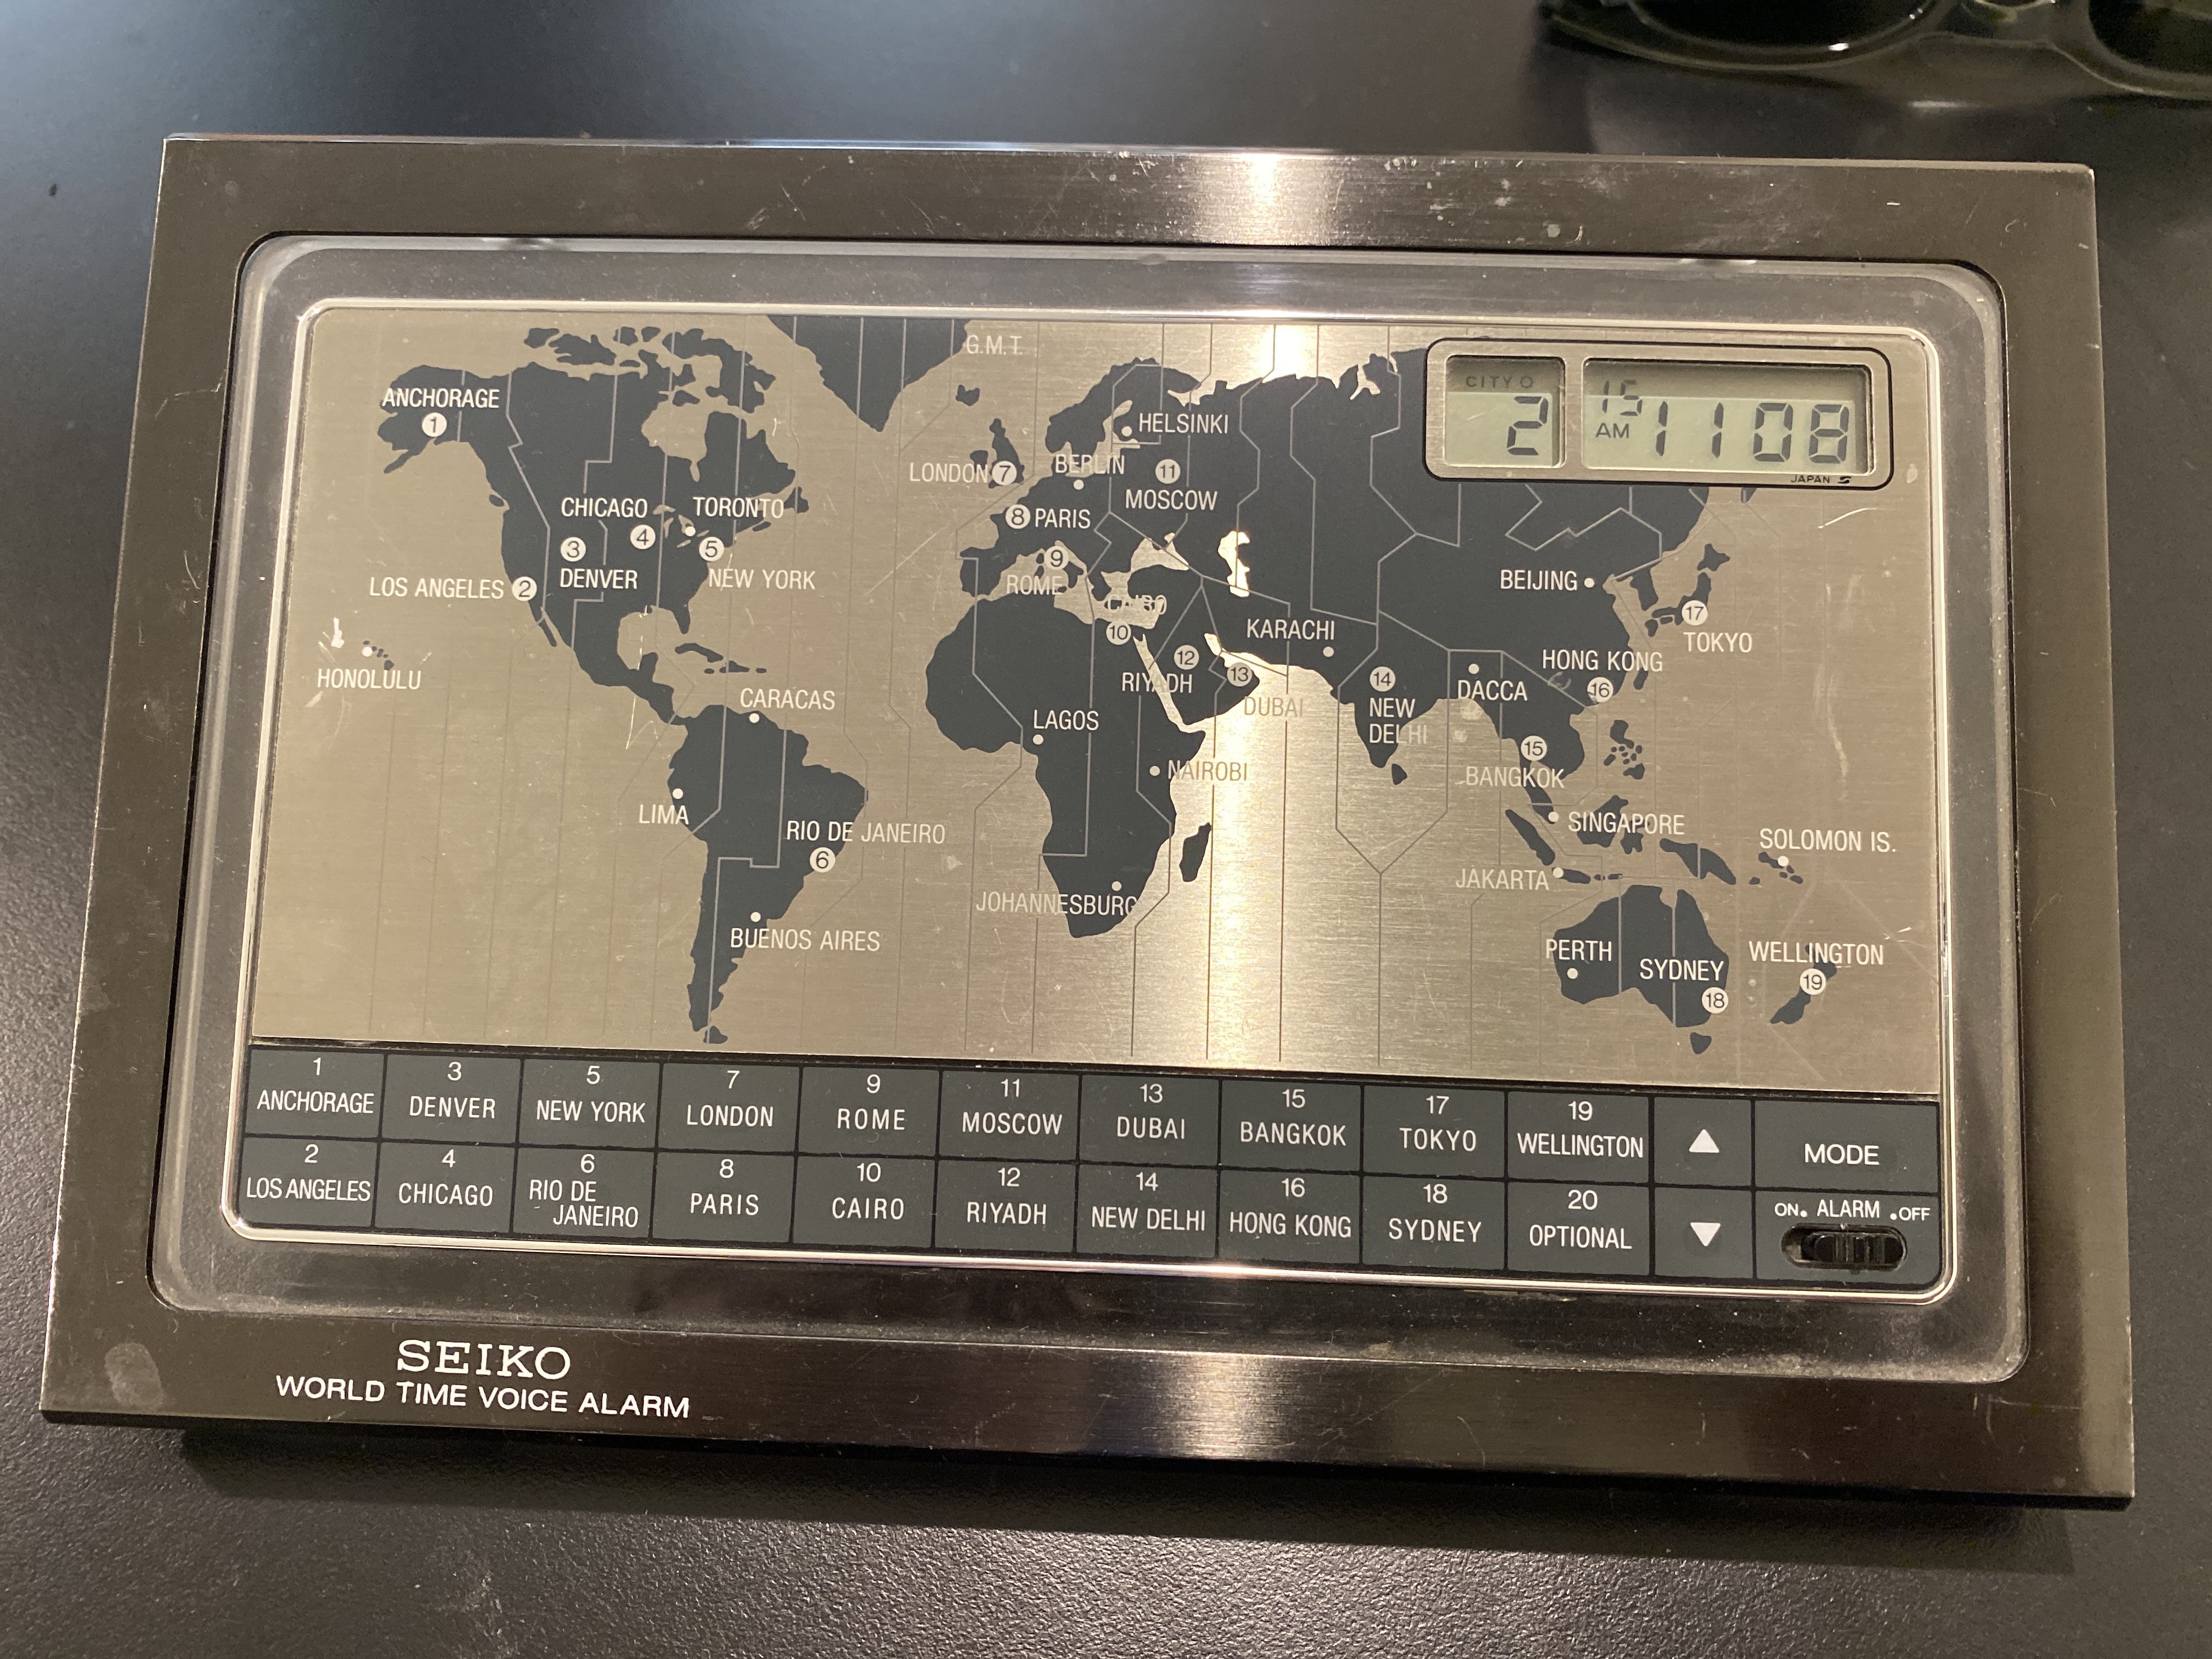 G.M.T.
CITY
2
15
AM 11 08
JAPAN
ANCHORAGE
1
HELSINKI
LONDON 7
BERLIN
11
MOSCOW
CHICAGO
4
TORONTO
8 PARIS
3
DENVER
5
NEW YORK
9
ROME
LOS ANGELES 2
BEIJING
CAIRO
10
17
TOKYO
KARACHI
HONOLULU
12
RIYADH
13
DUBAI
14
NEW
DELHI
DACCA
HONG KONG
16
CARACAS
LAGOS
15
BANGKOK
NAIROBI
LIMA
RIO DE JANEIRO
6
SINGAPORE
SOLOMON IS.
JAKARTA
JOHANNESBURG
BUENOS AIRES
PERTH
SYDNEY
18
WELLINGTON
19
1
ANCHORAGE
3
DENVER
5
NEW YORK
7
LONDON
9
ROME
11
MOSCOW
13
DUBAI
15
BANGKOK
17
TOKYO
19
WELLINGTON
▲
MODE
2
LOS ANGELES
4
CHICAGO
6
RIO DE
JANEIRO
8
PARIS
10
CAIRO
12
RIYADH
14
NEW DELHI
16
HONG KONG
18
SYDNEY
20
OPTIONAL
▼
ON. ALARM .OFF
SEIKO
WORLD TIME VOICE ALARM